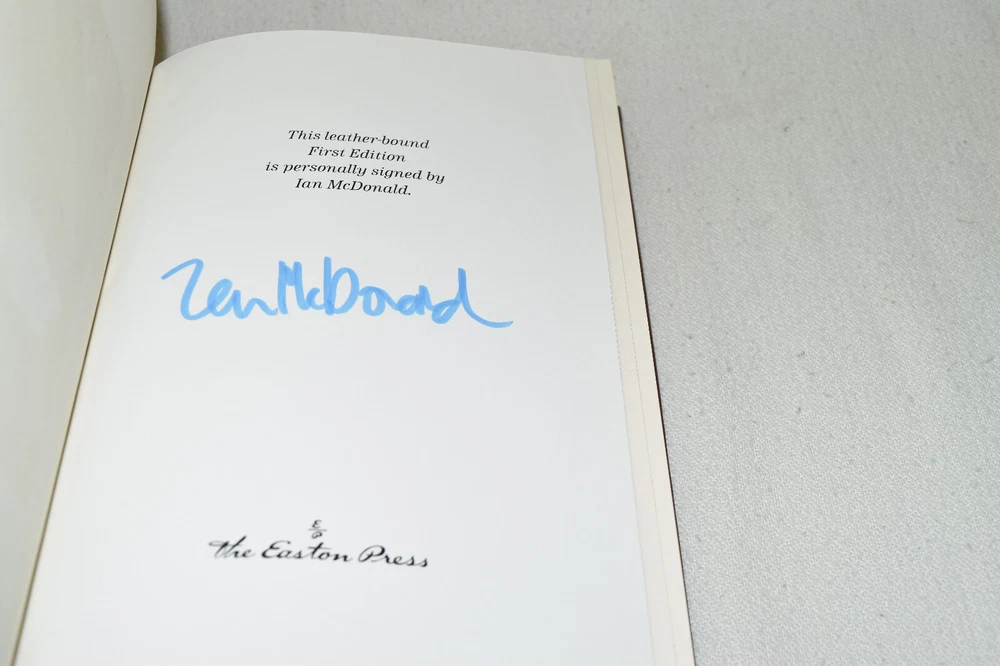 This leather-bound
First Edition
is personally signed by
Ian McDonald.
Ian McDonald
E
P
the Easton Press